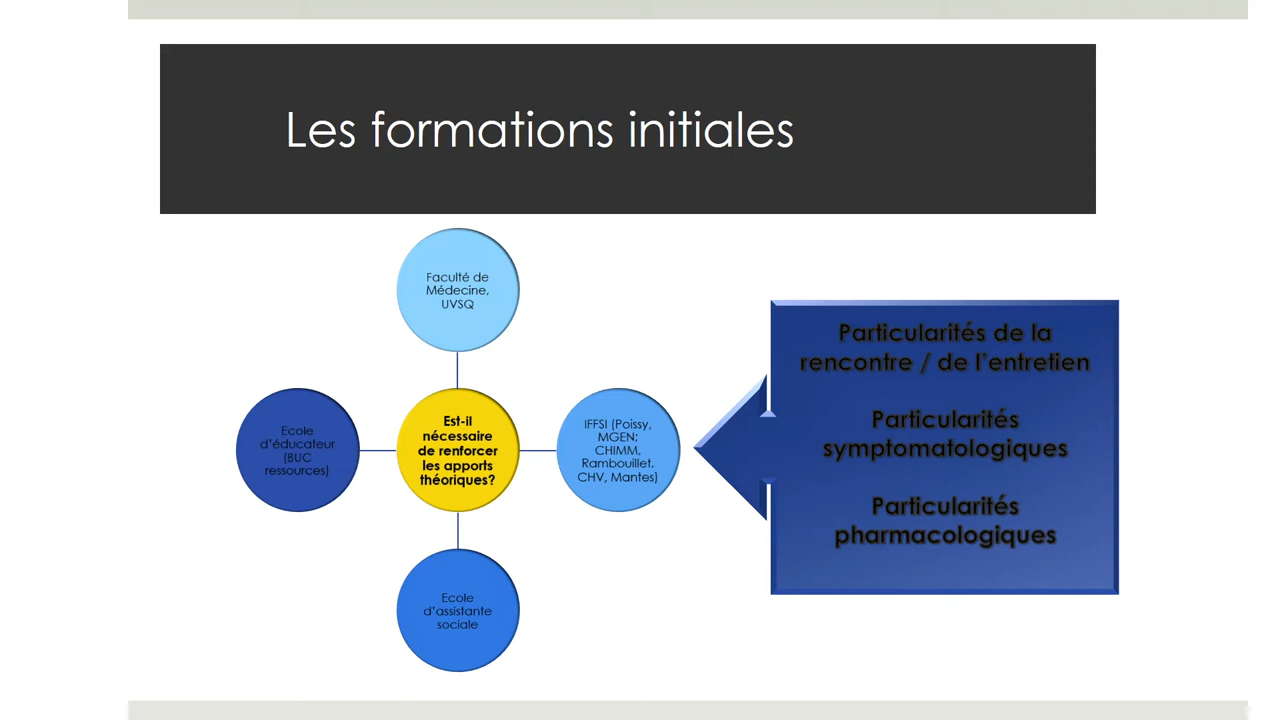 Les formations initiales
Faculté de
Médecine,
UVSQ
Ecole
d'éducateur
(BUC
ressources)
Est-il
nécessaire
de renforcer
les apports
théoriques?
IFFSI (Poissy,
MGEN;
CHIMM,
Rambouillet,
CHV, Mantes)
Ecole
d'assistante
sociale
Particularités de la
rencontre / de l'entretien
Particularités
symptomatologiques
Particularités
pharmacologiques